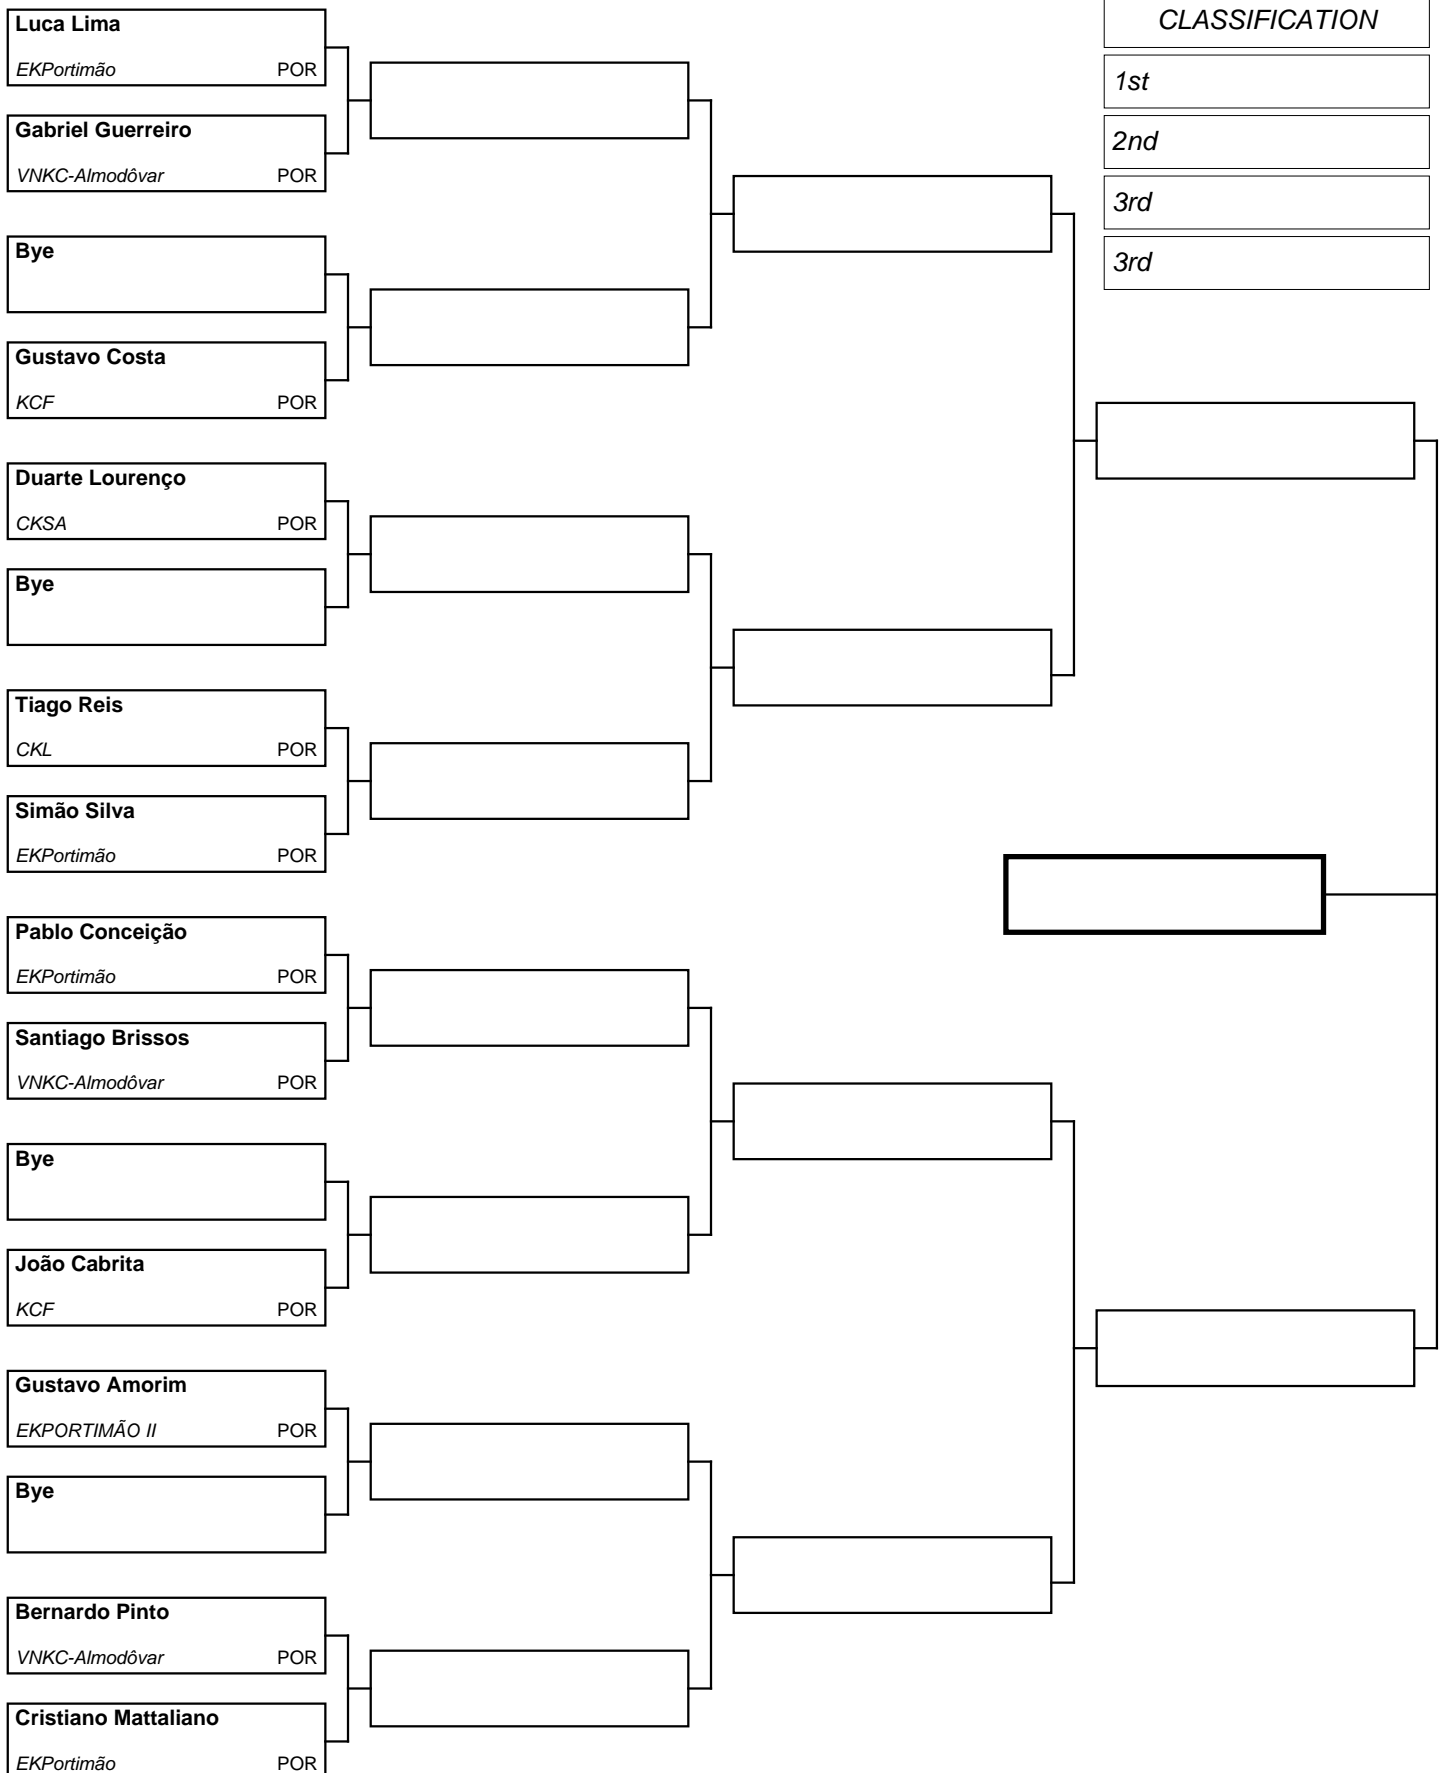 Luca Lima
EKPortimão POR
Gabriel Guerreiro
VNKC-Almodôvar POR
Bye
Gustavo Costa
KCF POR
Duarte Lourenço
CKSA POR
Bye
Tiago Reis
CKL POR
Simão Silva
EKPortimão POR
Pablo Conceição
EKPortimão POR
Santiago Brissos
VNKC-Almodôvar POR
Bye
João Cabrita
KCF POR
Gustavo Amorim
EKPORTIMÃO II POR
Bye
Bernardo Pinto
VNKC-Almodôvar POR
Cristiano Mattaliano
EKPortimão POR
CLASSIFICATION
1st
2nd
3rd
3rd